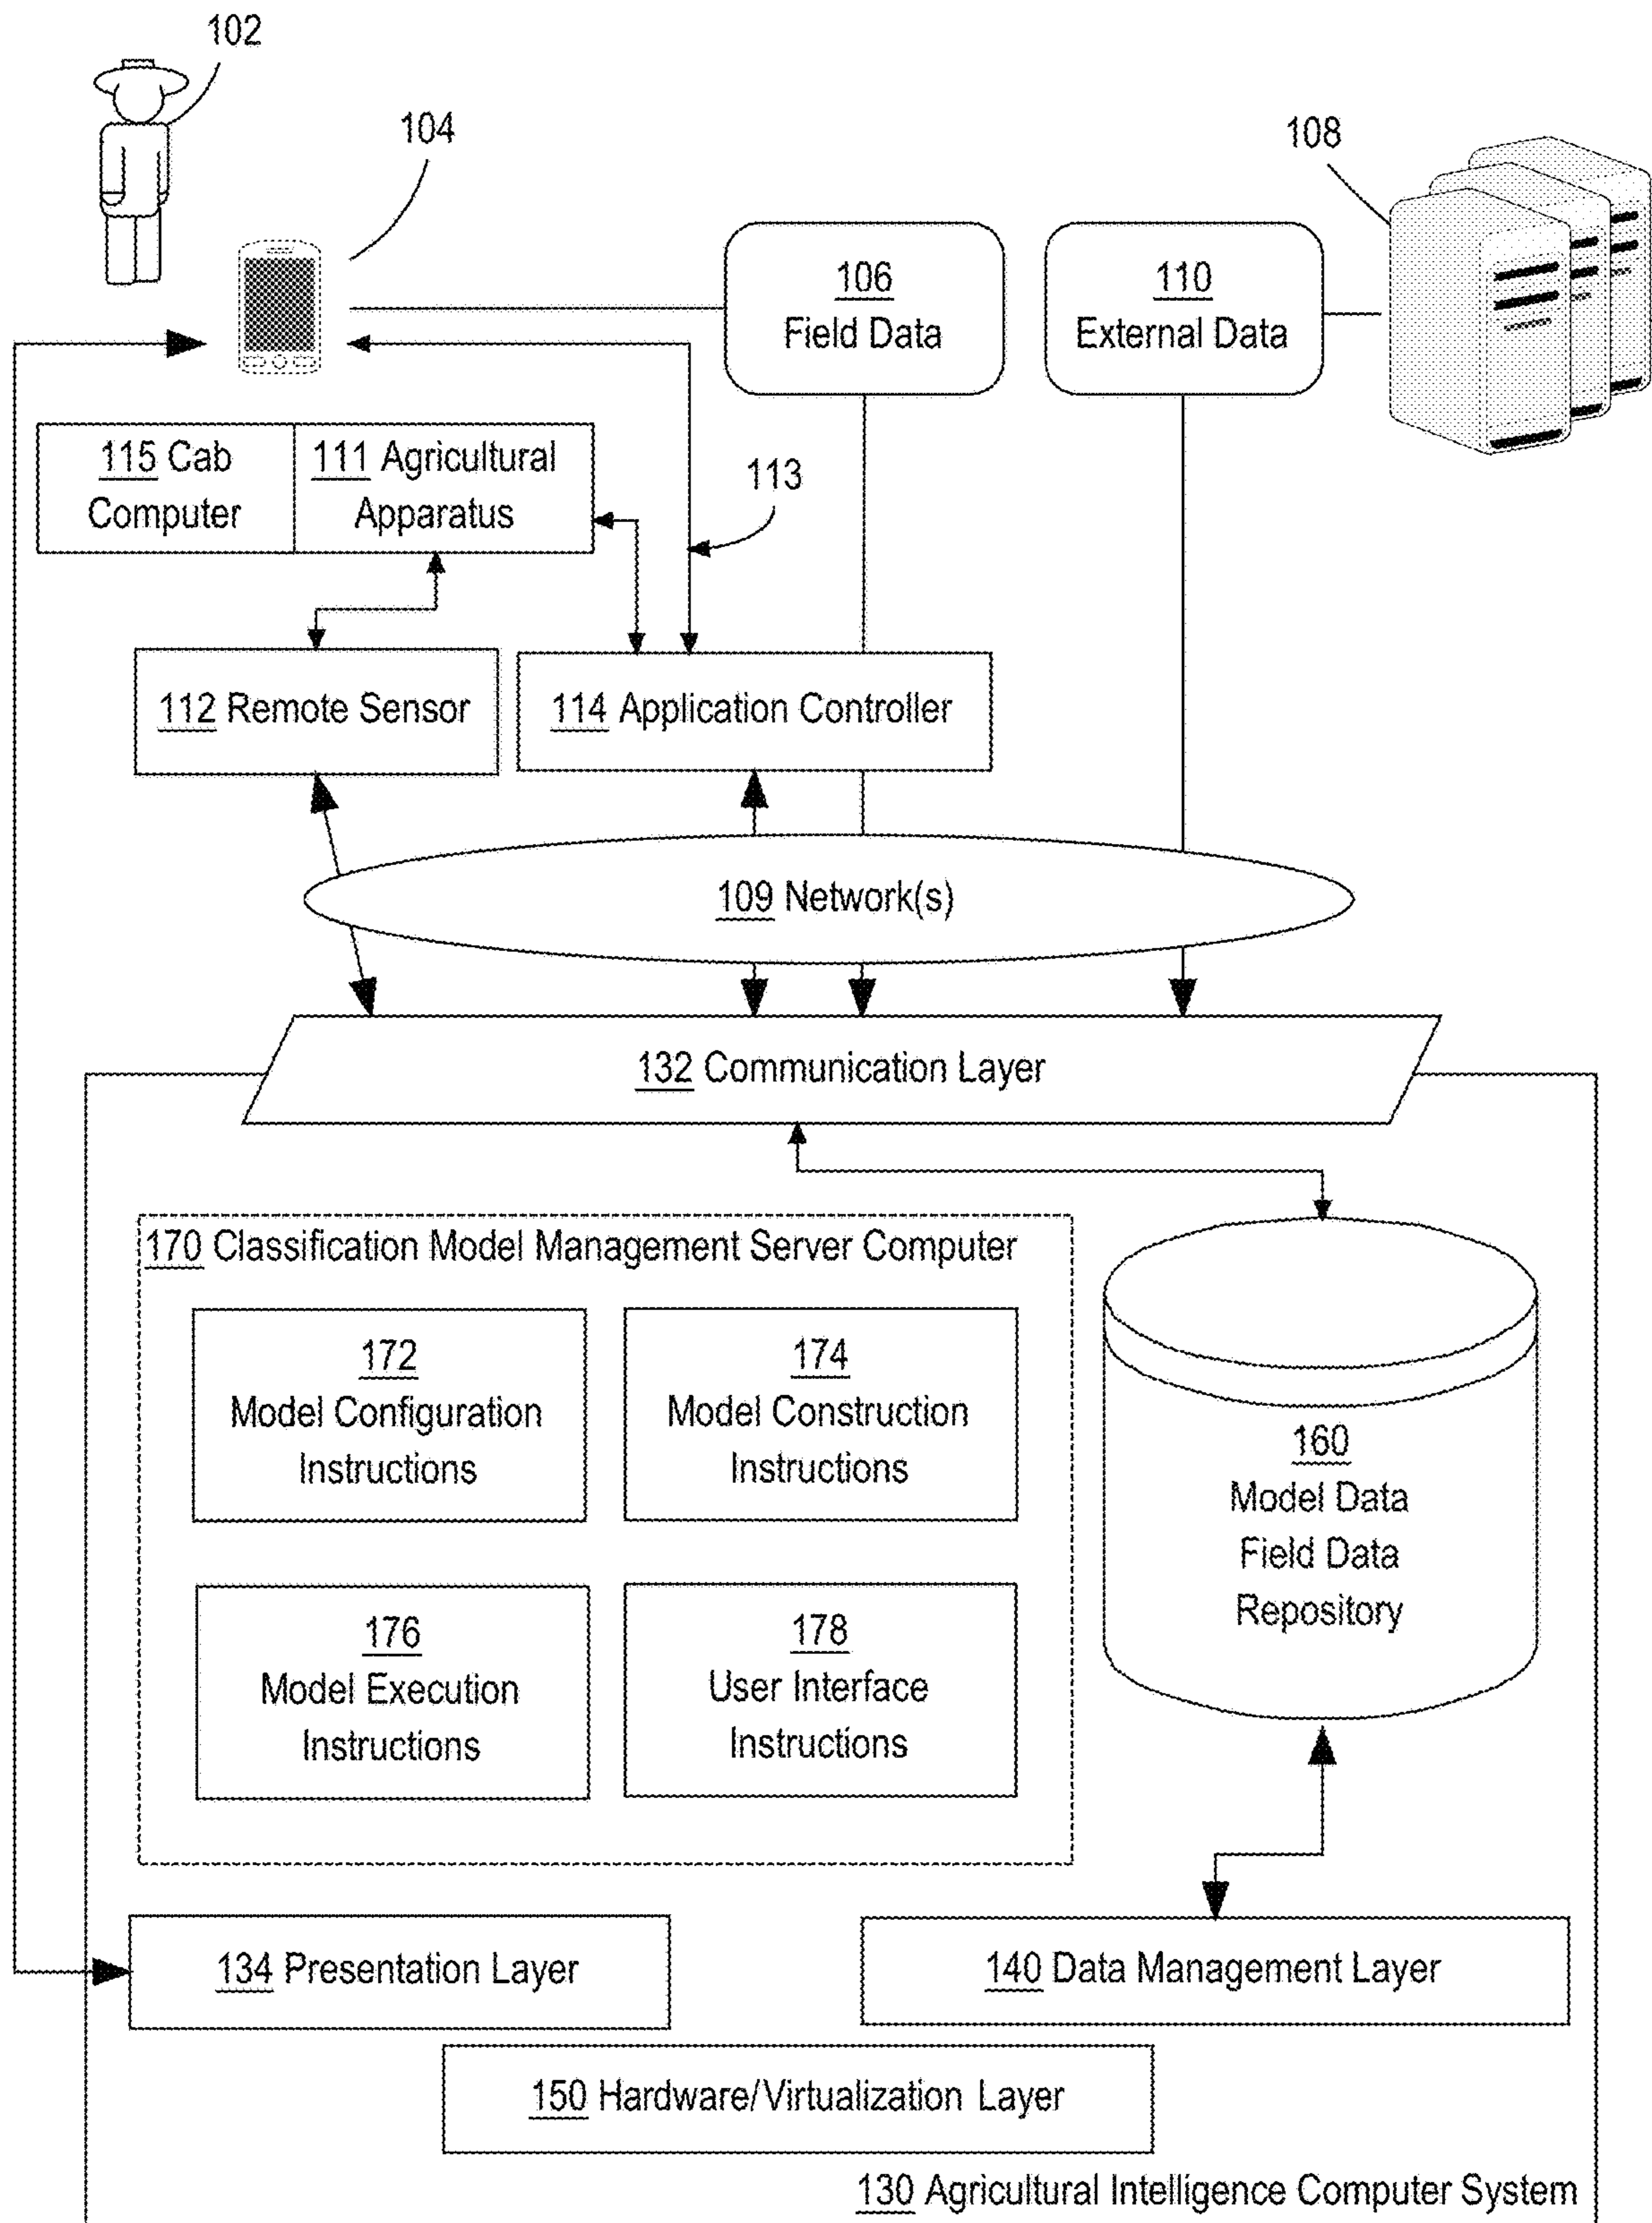 102
104
108
106
Field Data
110
External Data
115 Cab
Computer
111 Agricultural
Apparatus
113
112 Remote Sensor
114 Application Controller
109 Network(s)
132 Communication Layer
170 Classification Model Management Server Computer
172
Model Configuration
Instructions
174
Model Construction
Instructions
160
Model Data
Field Data
Repository
176
Model Execution
Instructions
178
User Interface
Instructions
134 Presentation Layer
140 Data Management Layer
150 Hardware/Virtualization Layer
130 Agricultural Intelligence Computer System